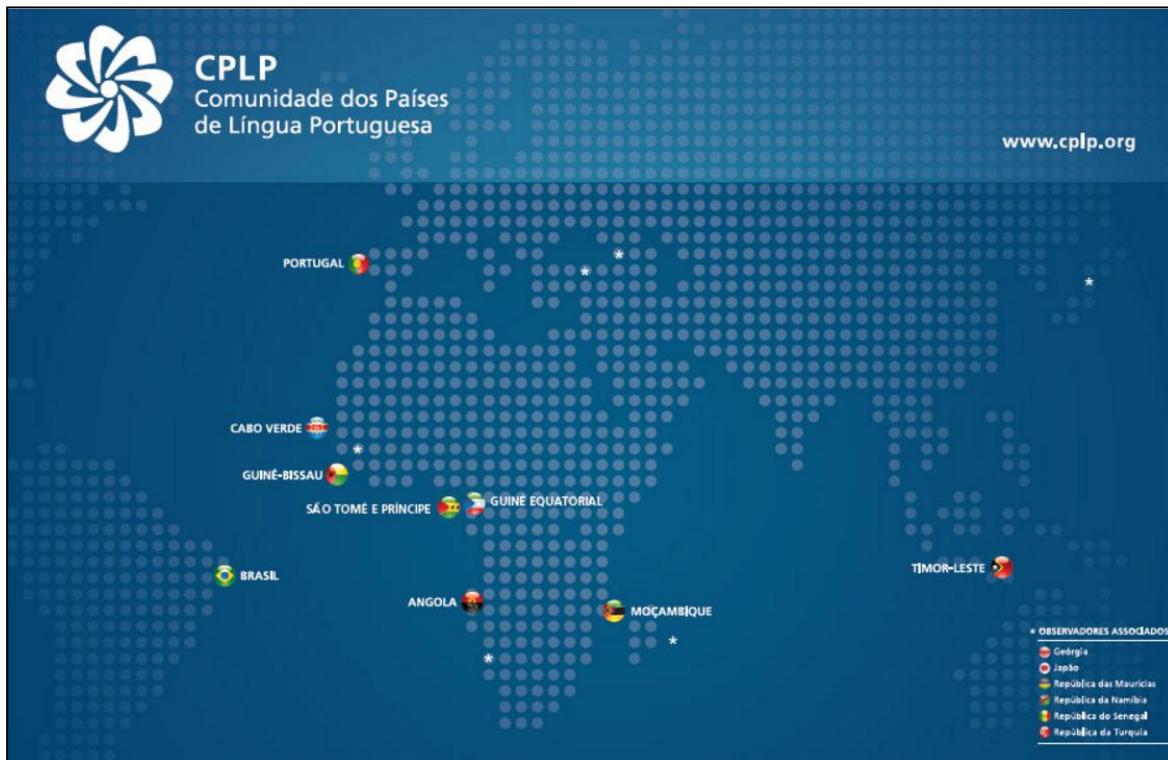 CPLP
Comunidade dos Países
de Língua Portuguesa
www.cplp.org
PORTUGAL
*
*
*
CABO VERDE
*
GUINÉ-BISSAU
SÃO TOMÉ E PRÍNCIPE
GUINÉ EQUATORIAL
BRASIL
TIMOR-LESTE
ANGOLA
MOÇAMBIQUE
*
*
* OBSERVADORES ASSOCIADOS
Geórgia
Japão
República das Maurícias
República da Namíbia
República do Senegal
República da Turquia